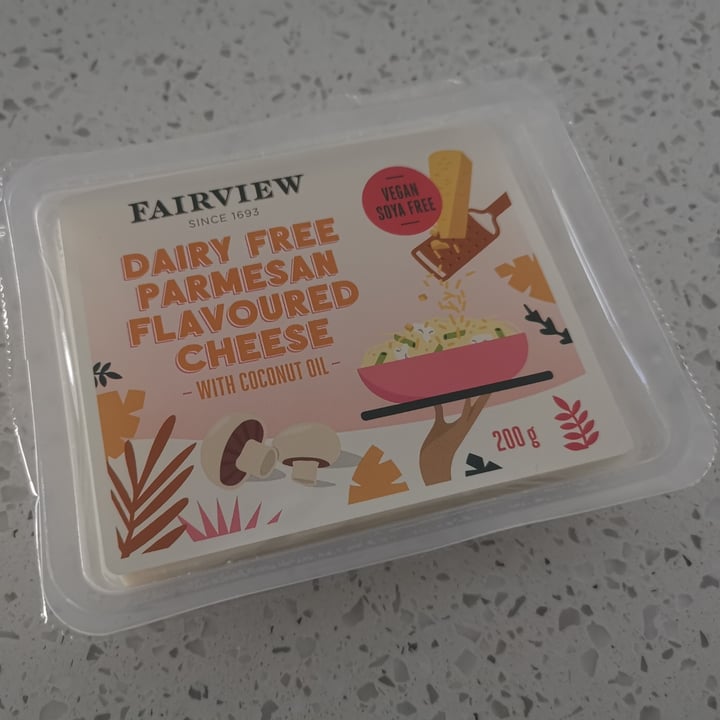 FAIRVIEW
SINCE 1693
VEGAN
SOYA FREE
DAIRY FREE
PARMESAN
FLAVOURED
CHEESE
- WITH COCONUT OIL -
200 g